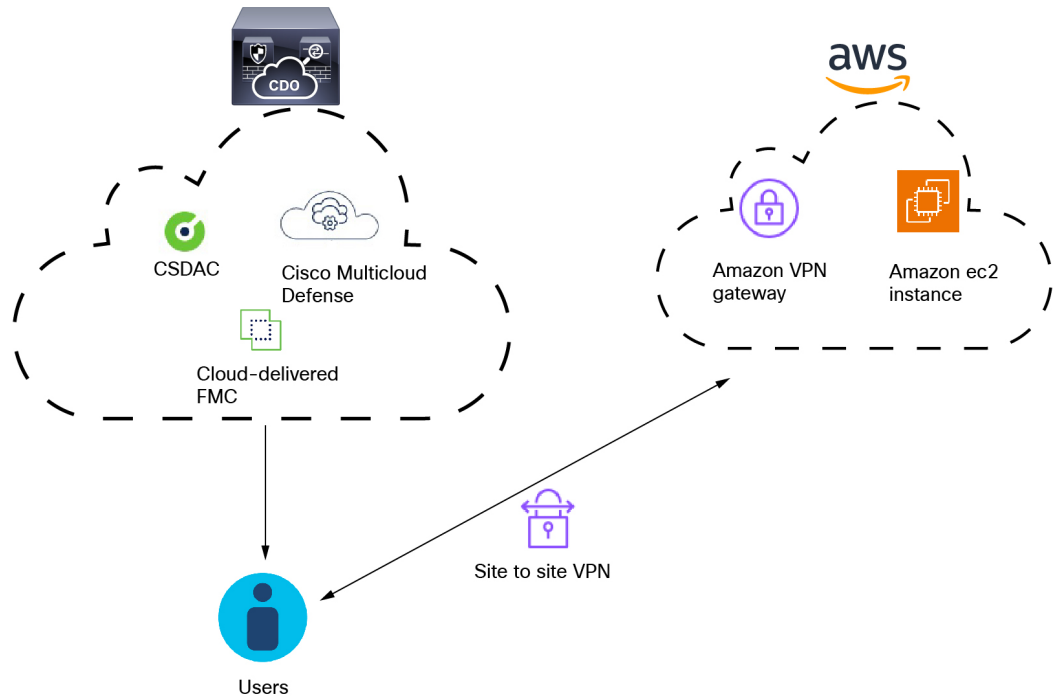 CDO
aws
CSDAC
Cisco Multicloud
Defense
Cloud-delivered
FMC
Amazon VPN
gateway
Amazon ec2
instance
Site to site VPN
Users